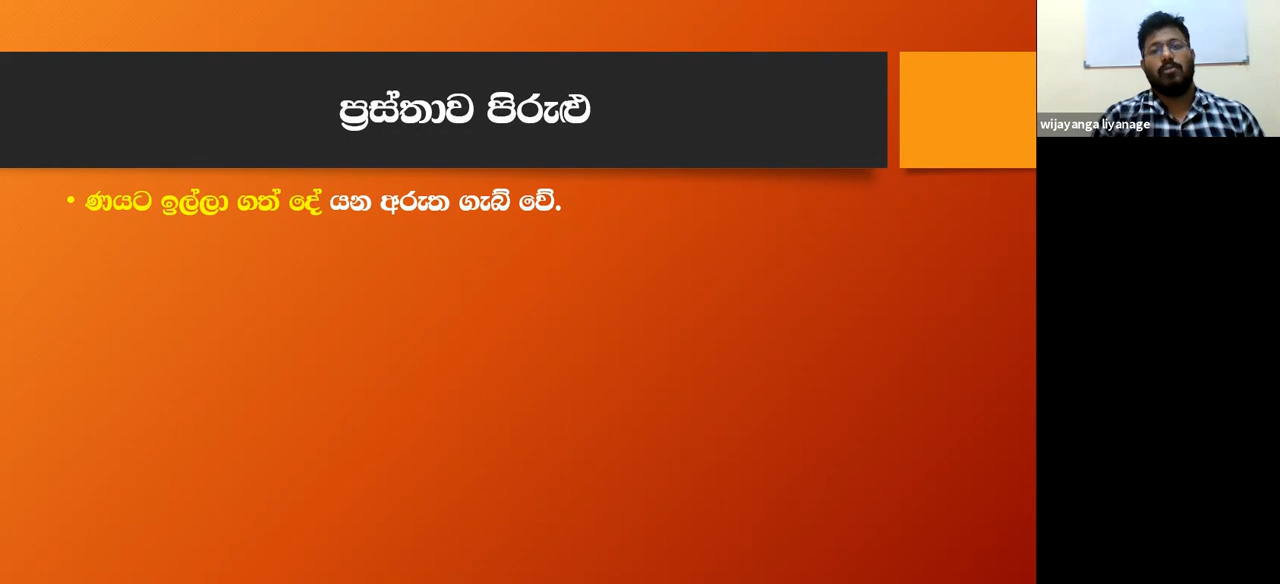 ප්‍රස්තාව පිරුළු
• ණයට ඉල්ලා ගත් දේ යන අරුත ගැබ් වේ.
wijayanga liyanage